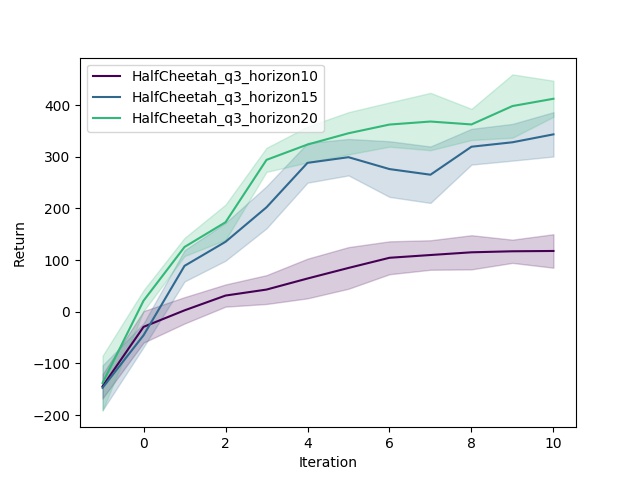 HalfCheetah_q3_horizon10
HalfCheetah_q3_horizon15
HalfCheetah_q3_horizon20
400
300
200
100
0
−100
−200
Return
0 2 4 6 8 10
Iteration